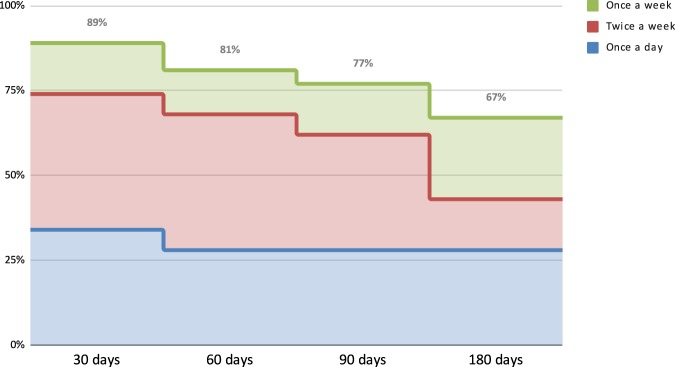 100%
75%
50%
25%
0%
89%
81%
77%
67%
30 days
60 days
90 days
180 days
Once a week
Twice a week
Once a day